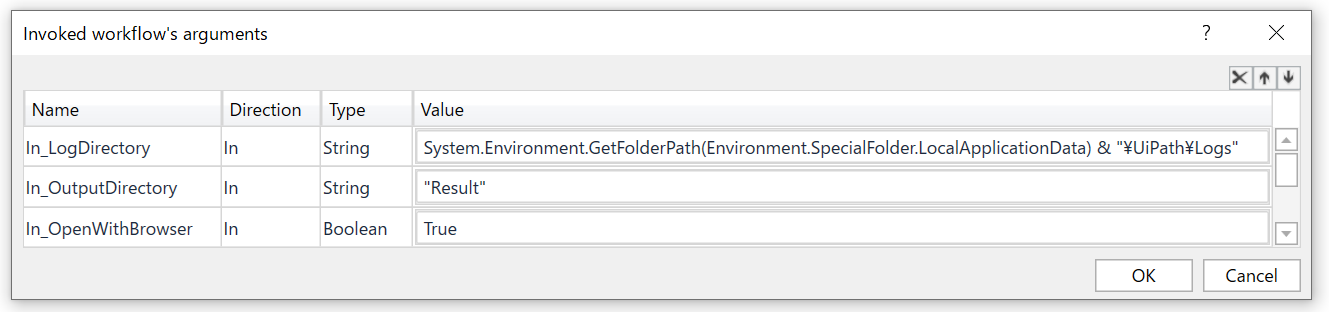 Invoked workflow's arguments
?
Name Direction Type Value
In_LogDirectory In String System.Environment.GetFolderPath(Environment.SpecialFolder.LocalApplicationData) & "¥UiPath¥Logs"
In_OutputDirectory In String "Result"
In_OpenWithBrowser In Boolean True
OK Cancel